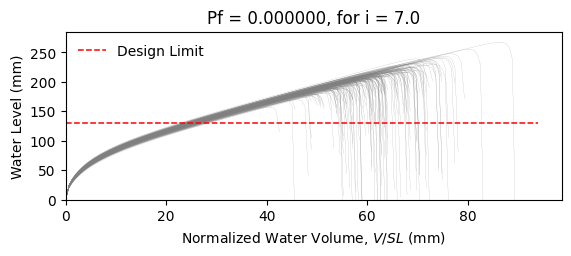 Pf = 0.000000, for i = 7.0
Water Level (mm)
250
200
150
100
50
0
Design Limit
0 20 40 60 80
Normalized Water Volume, V/SL (mm)